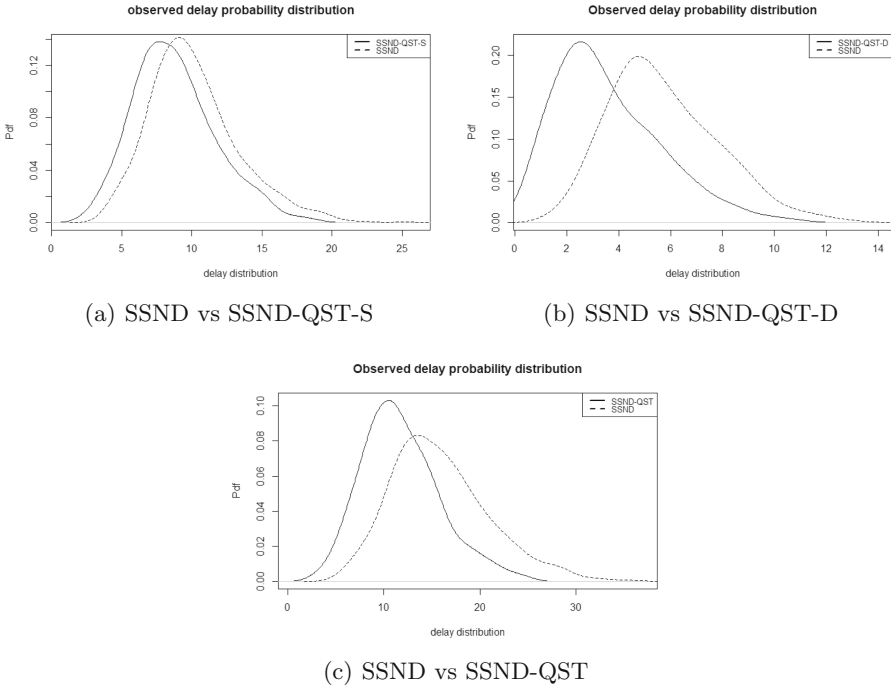 observed delay probability distribution
SSND-QST-S
SSND
Pdf
0.00 0.04 0.08 0.12
0 5 10 15 20 25
delay distribution
(a) SSND vs SSND-QST-S
Observed delay probability distribution
SSND-QST-D
SSND
Pdf
0.00 0.05 0.10 0.15 0.20
0 2 4 6 8 10 12 14
delay distribution
(b) SSND vs SSND-QST-D
Observed delay probability distribution
SSND-QST
SSND
Pdf
0.00 0.02 0.04 0.06 0.08 0.10
0 10 20 30
delay distribution
(c) SSND vs SSND-QST